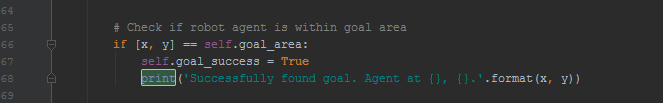 64
65 # Check if robot agent is within goal area
66 if [x, y] == self.goal_area:
67 self.goal_success = True
68 print('Successfully found goal. Agent at {}, {}.'.format(x, y))
69